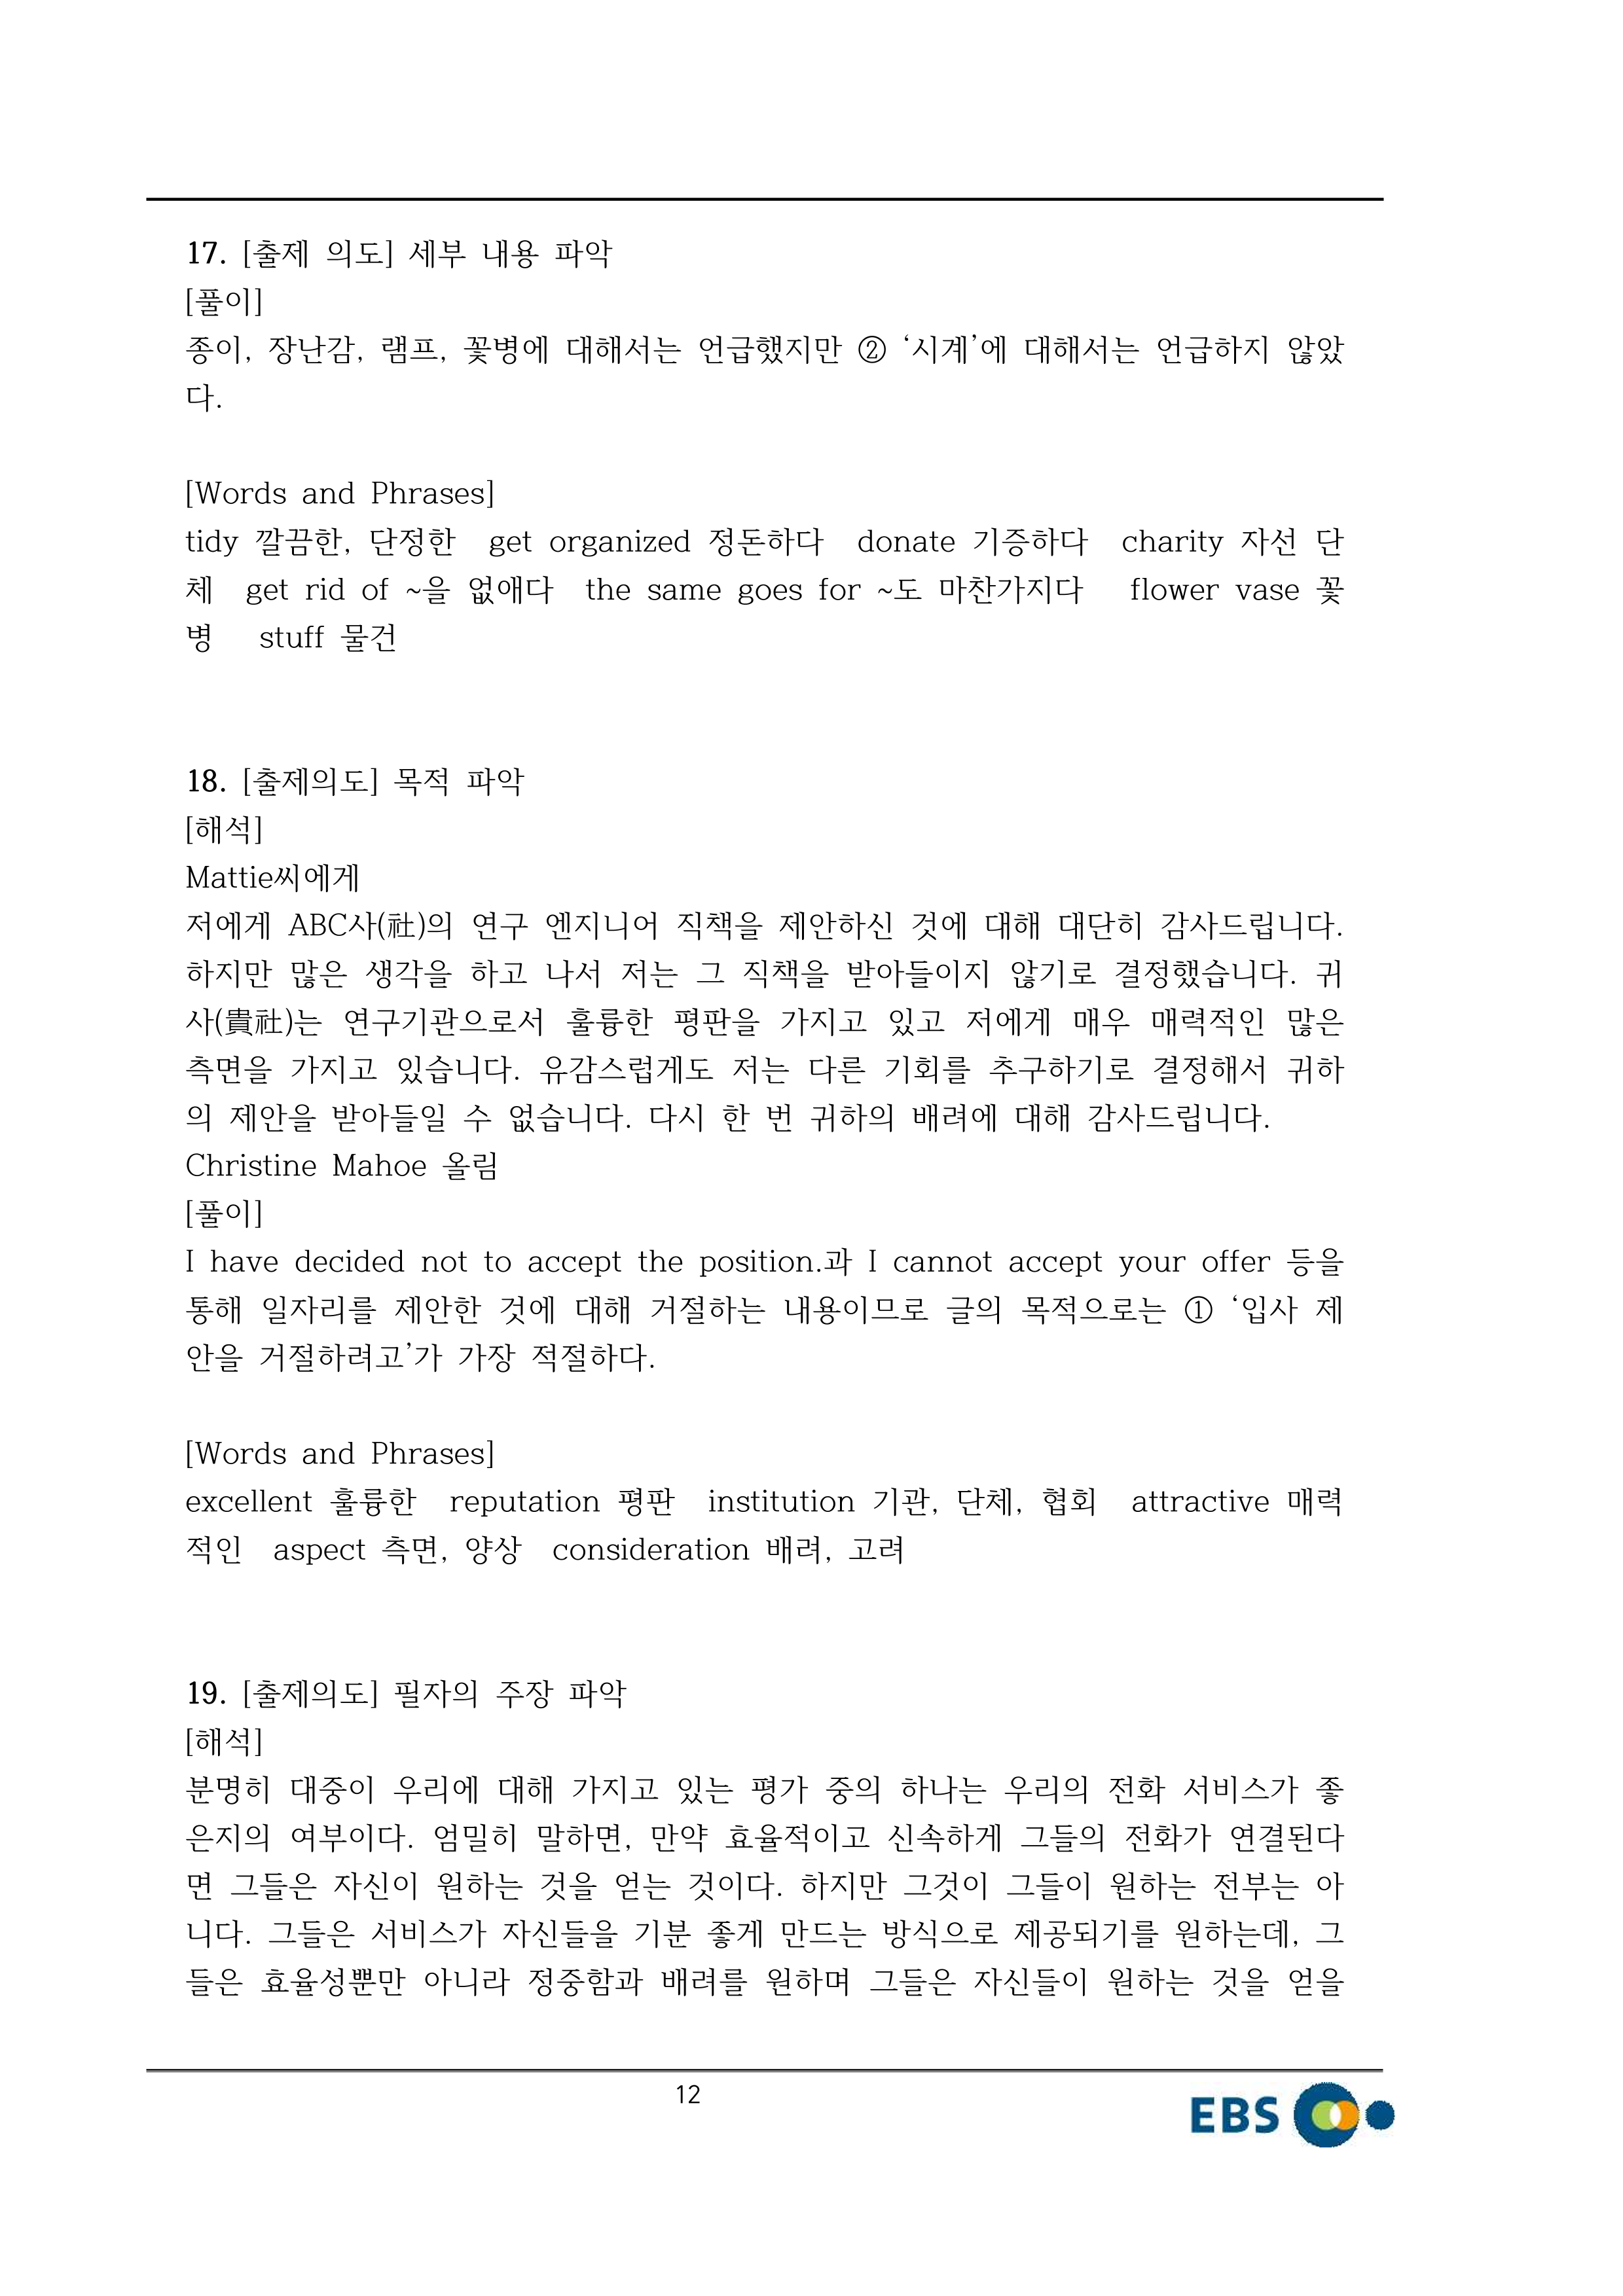 17. [출제 의도] 세부 내용 파악
[풀이]
종이, 장난감, 램프, 꽃병에 대해서는 언급했지만 ② ‘시계’에 대해서는 언급하지 않았
다.
[Words and Phrases]
tidy 깔끔한, 단정한 get organized 정돈하다 donate 기증하다 charity 자선 단
체 get rid of ~을 없애다 the same goes for ~도 마찬가지다 flower vase 꽃
병 stuff 물건
18. [출제의도] 목적 파악
[해석]
Mattie씨에게
저에게 ABC사(社)의 연구 엔지니어 직책을 제안하신 것에 대해 대단히 감사드립니다.
하지만 많은 생각을 하고 나서 저는 그 직책을 받아들이지 않기로 결정했습니다. 귀
사(貴社)는 연구기관으로서 훌륭한 평판을 가지고 있고 저에게 매우 매력적인 많은
측면을 가지고 있습니다. 유감스럽게도 저는 다른 기회를 추구하기로 결정해서 귀하
의 제안을 받아들일 수 없습니다. 다시 한 번 귀하의 배려에 대해 감사드립니다.
Christine Mahoe 올림
[풀이]
I have decided not to accept the position.과 I cannot accept your offer 등을
통해 일자리를 제안한 것에 대해 거절하는 내용이므로 글의 목적으로는 ① ‘입사 제
안을 거절하려고’가 가장 적절하다.
[Words and Phrases]
excellent 훌륭한 reputation 평판 institution 기관, 단체, 협회 attractive 매력
적인 aspect 측면, 양상 consideration 배려, 고려
19. [출제의도] 필자의 주장 파악
[해석]
분명히 대중이 우리에 대해 가지고 있는 평가 중의 하나는 우리의 전화 서비스가 좋
은지의 여부이다. 엄밀히 말하면, 만약 효율적이고 신속하게 그들의 전화가 연결된다
면 그들은 자신이 원하는 것을 얻는 것이다. 하지만 그것이 그들이 원하는 전부는 아
니다. 그들은 서비스가 자신들을 기분 좋게 만드는 방식으로 제공되기를 원하는데, 그
들은 효율성뿐만 아니라 정중함과 배려를 원하며 그들은 자신들이 원하는 것을 얻을
12
EBS